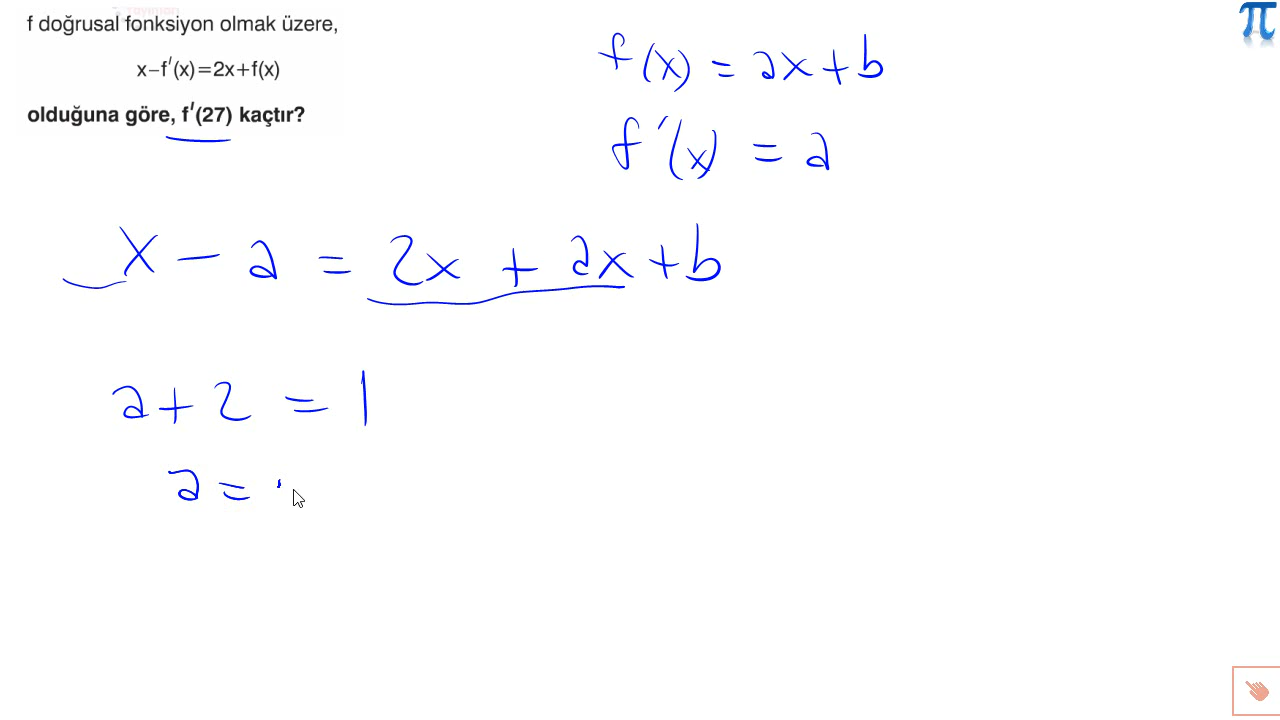 f doğrusal fonksiyon olmak üzere,
x−f'(x)=2x+f(x)
olduğuna göre, f'(27) kaçtır?
f(x) = ax+b
f'(x) = a
x − a = 2x + ax+b
a+2 = 1
a =
π